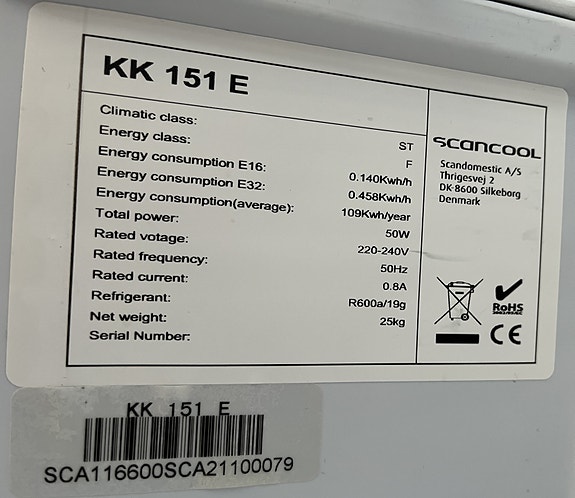 KK 151 E
Climatic class: ST
Energy class: F
Energy consumption E16: 0.140Kwh/h
Energy consumption E32: 0.458Kwh/h
Energy consumption(average): 109Kwh/year
Total power: 50W
Rated votage: 220-240V
Rated frequency: 50Hz
Rated current: 0.8A
Refrigerant: R600a/19g
Net weight: 25kg
Serial Number:
scancool
Scandomestic A/S
Thrigesvej 2
DK-8600 Silkeborg
Denmark
RoHS
CE
KK 151 E
SCA116600SCA21100079